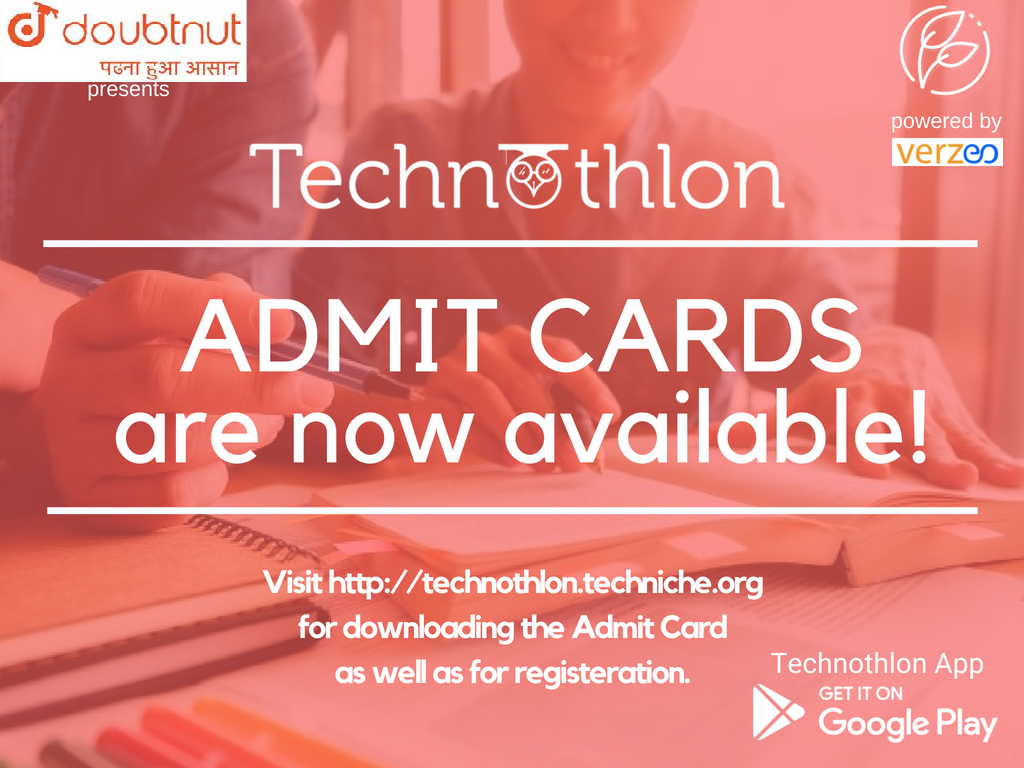 doubtnut
पढना हुआ आसान
presents
powered by
verzeo
Technothlon
ADMIT CARDS
are now available!
Visit http://technothlon.techniche.org
for downloading the Admit Card
as well as for registeration.
Technothlon App
GET IT ON
Google Play